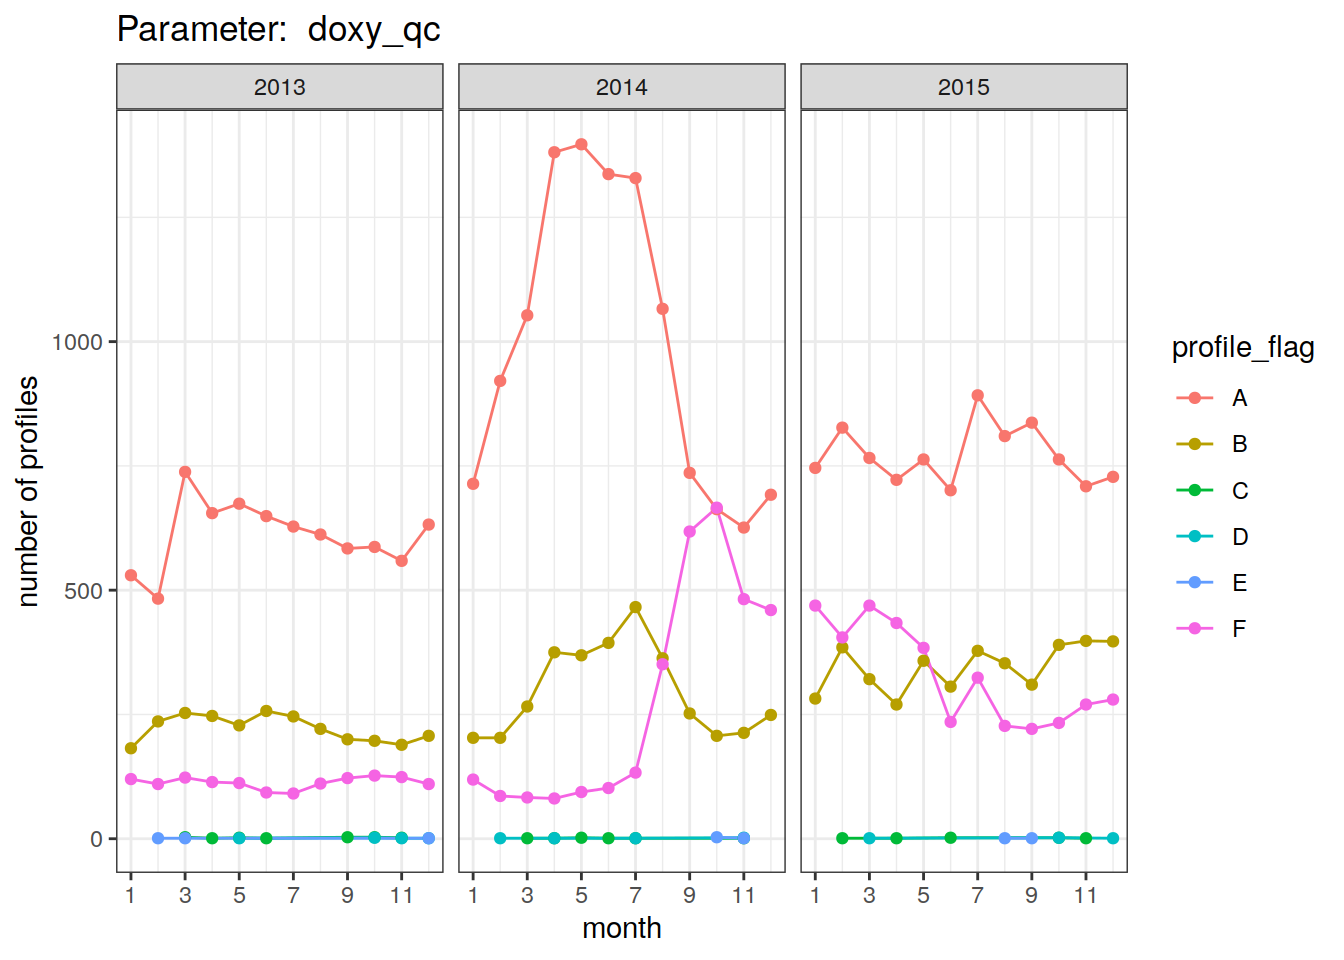 Parameter:  doxy_qc
2013 2014 2015
1000
500
0
number of profiles
1 3 5 7 9 11 1 3 5 7 9 11 1 3 5 7 9 11
month
profile_flag
A
B
C
D
E
F